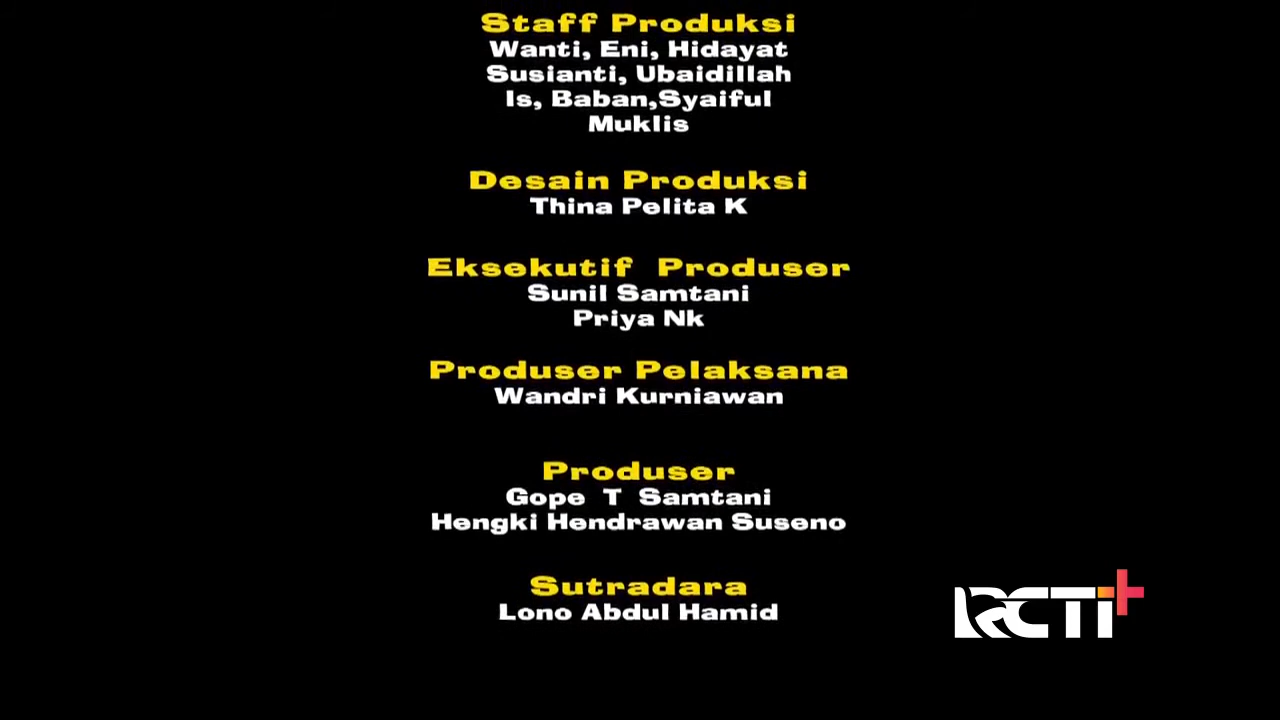 Staff Produksi
Wanti, Eni, Hidayat
Susianti, Ubaidillah
Is, Baban,Syaiful
Muklis
Desain Produksi
Thina Pelita K
Eksekutif Produser
Sunil Samtani
Priya Nk
Produser Pelaksana
Wandri Kurniawan
Produser
Gope T Samtani
Hengki Hendrawan Suseno
Sutradara
Lono Abdul Hamid
RCTI+